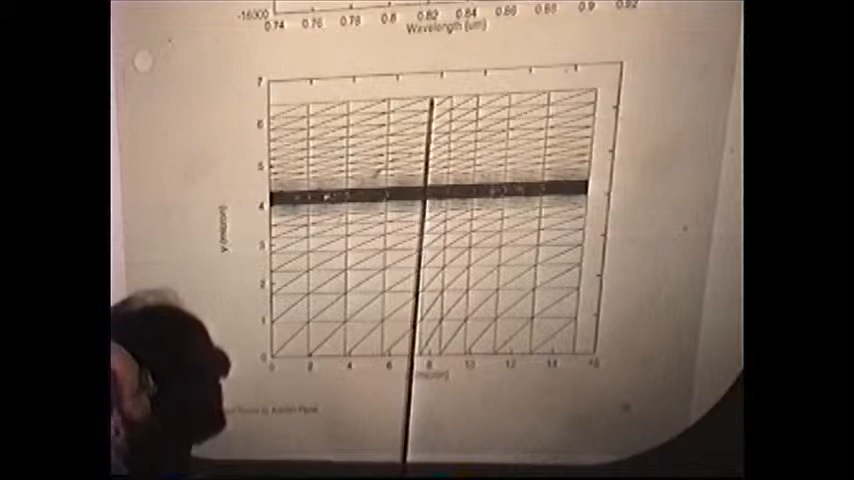 -16000
0.74 0.76 0.78 0.8 0.82 0.84 0.86 0.88 0.9 0.92
Wavelength (um)
7
6
5
4
3
2
1
0
y (micron)
0 2 4 6 8 10 12 14 16
(micron)